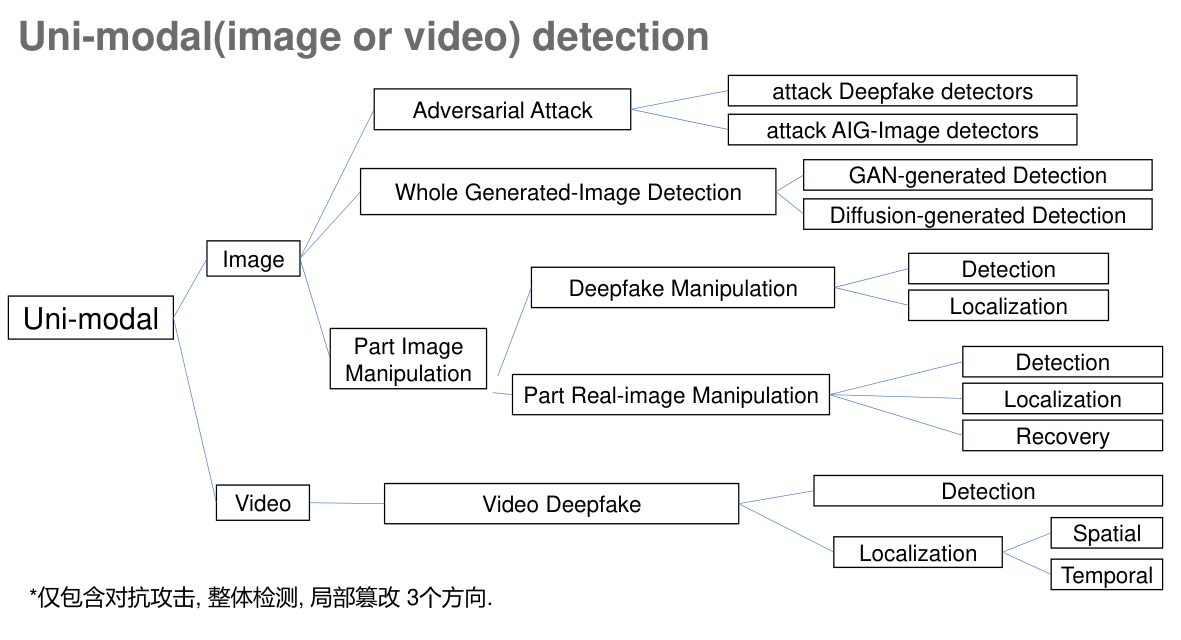 Uni-modal(image or video) detection
attack Deepfake detectors
Adversarial Attack
attack AIG-Image detectors
GAN-generated Detection
Whole Generated-Image Detection
Diffusion-generated Detection
Image
Detection
Deepfake Manipulation
Localization
Uni-modal
Part Image
Manipulation
Detection
Part Real-image Manipulation
Localization
Recovery
Video
Video Deepfake
Detection
Localization
Spatial
Temporal
*仅包含对抗攻击, 整体检测, 局部篡改 3个方向.